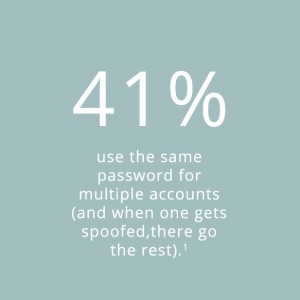 41%
use the same
password for
multiple accounts
(and when one gets
spoofed,there go
the rest).¹